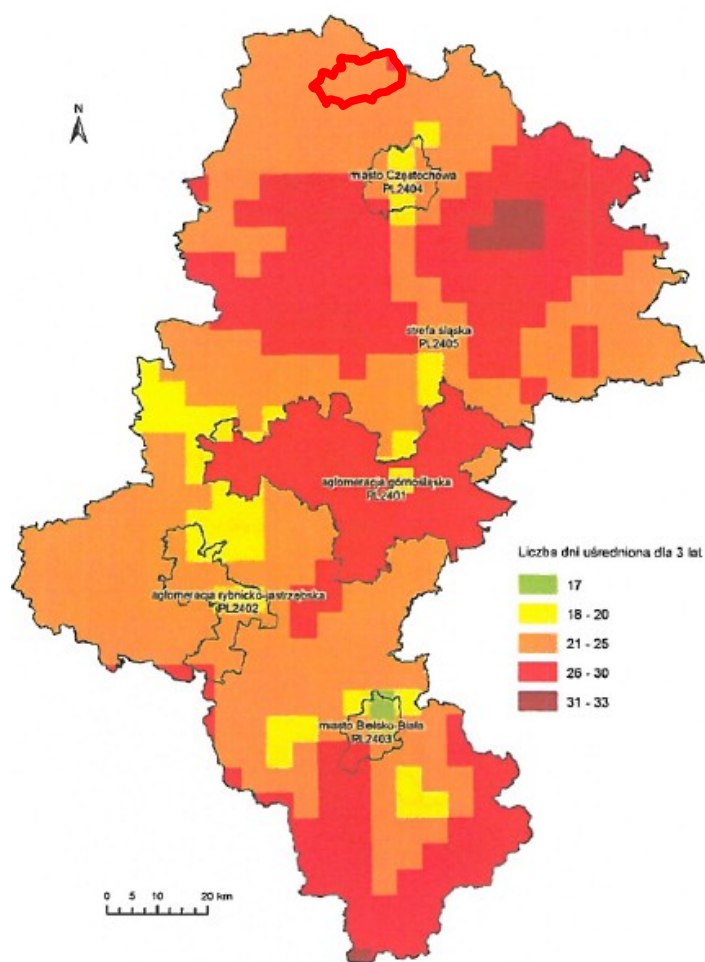 N
miasto Częstochowa
PL2404
strefa śląska
PL2405
aglomeracja górnośląska
PL2401
Liczba dni uśredniona dla 3 lat
17
18 - 20
21 - 25
26 - 30
31 - 33
aglomeracja rybnicko-jastrzębska
PL2402
miasto Bielsko-Biała
PL2403
0 5 10 20 km